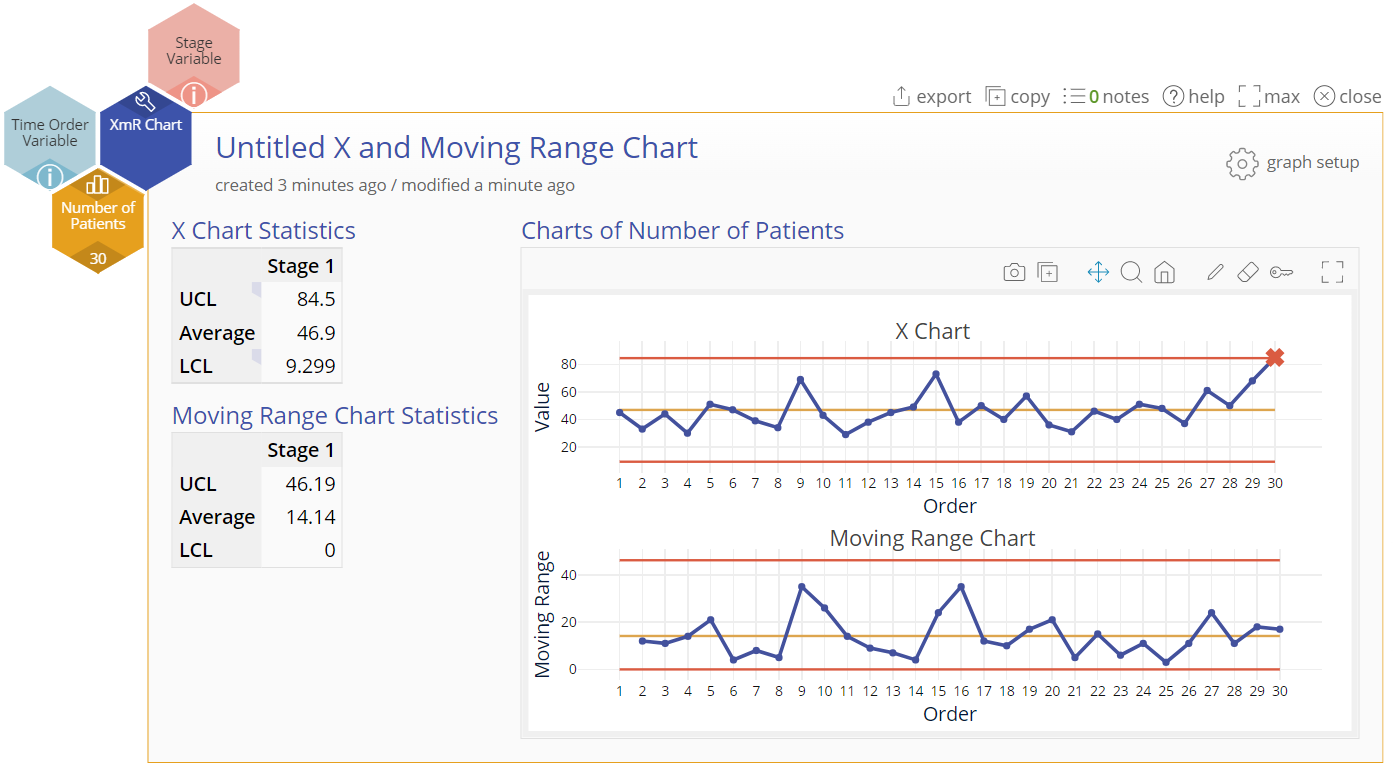 Stage
Variable
Time Order
Variable
XmR Chart
Number of
Patients
30
export copy 0 notes help max close
Untitled X and Moving Range Chart
created 3 minutes ago / modified a minute ago
graph setup
X Chart Statistics
Stage 1
UCL 84.5
Average 46.9
LCL 9.299
Moving Range Chart Statistics
Stage 1
UCL 46.19
Average 14.14
LCL 0
Charts of Number of Patients
X Chart
Value
80
60
40
20
1 2 3 4 5 6 7 8 9 10 11 12 13 14 15 16 17 18 19 20 21 22 23 24 25 26 27 28 29 30
Order
Moving Range Chart
Moving Range
40
20
0
1 2 3 4 5 6 7 8 9 10 11 12 13 14 15 16 17 18 19 20 21 22 23 24 25 26 27 28 29 30
Order